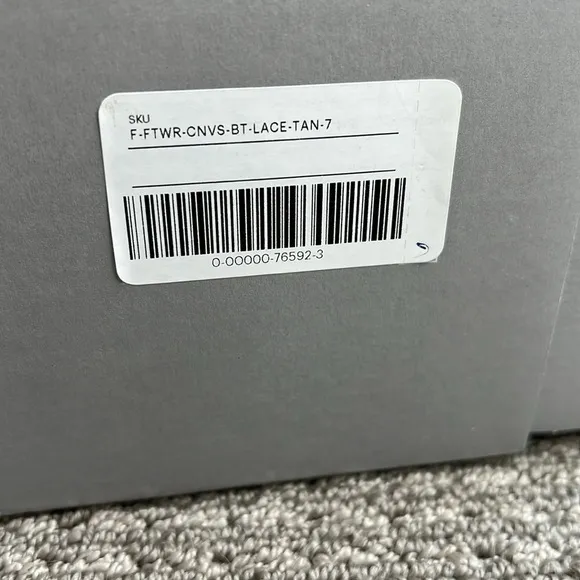 SKU
F-FTWR-CNVS-BT-LACE-TAN-7
0-00000-76592-3